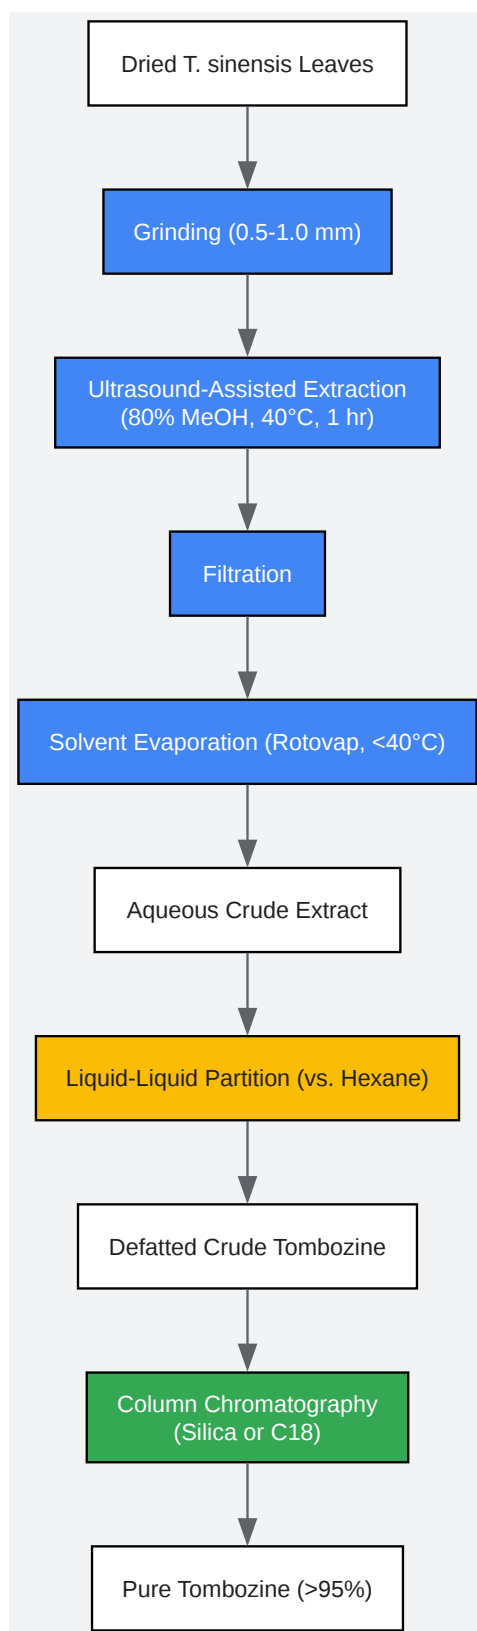 Dried T. sinensis Leaves
Grinding (0.5-1.0 mm)
Ultrasound-Assisted Extraction
(80% MeOH, 40°C, 1 hr)
Filtration
Solvent Evaporation (Rotovap, <40°C)
Aqueous Crude Extract
Liquid-Liquid Partition (vs. Hexane)
Defatted Crude Tombozine
Column Chromatography
(Silica or C18)
Pure Tombozine (>95%)